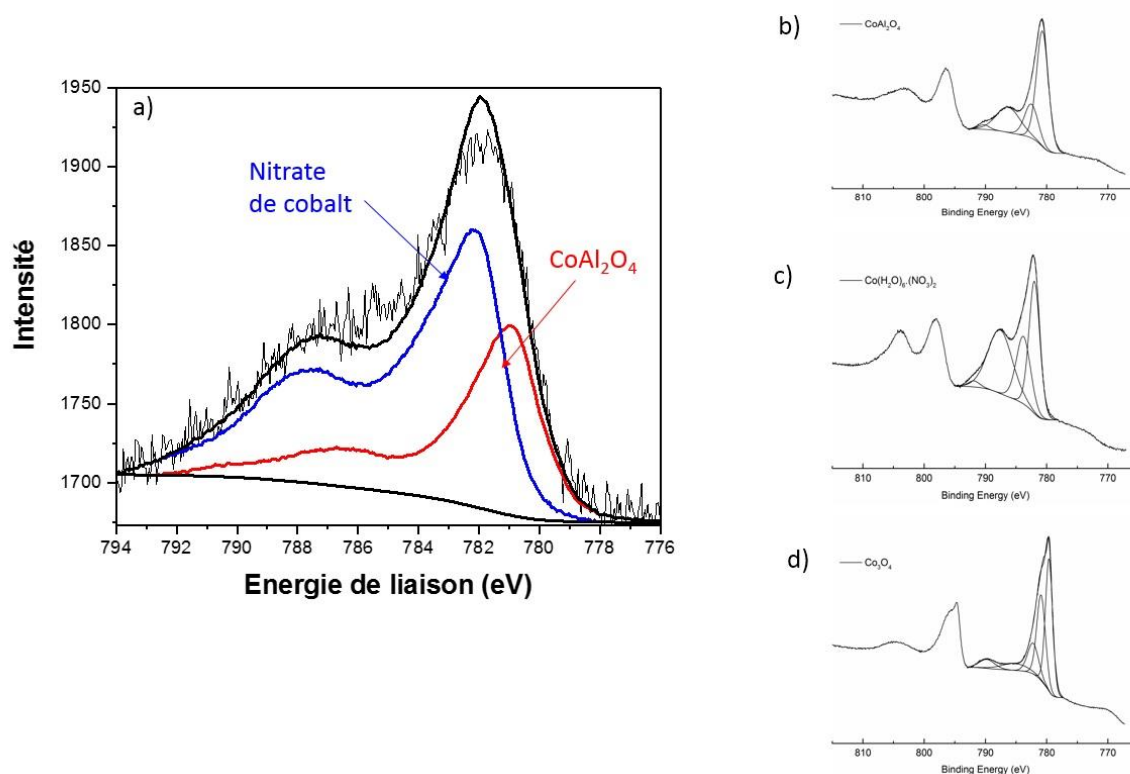 a)
1950
1900
1850
1800
1750
1700
Intensité
Nitrate
de cobalt
CoAl₂O₄
794 792 790 788 786 784 782 780 778 776
Energie de liaison (eV)
b)
CoAl₂O₄
810 800 790 780 770
Binding Energy (eV)
c)
Co(H₂O)₆.(NO₃)₂
810 800 790 780 770
Binding Energy (eV)
d)
Co₃O₄
810 800 790 780 770
Binding Energy (eV)